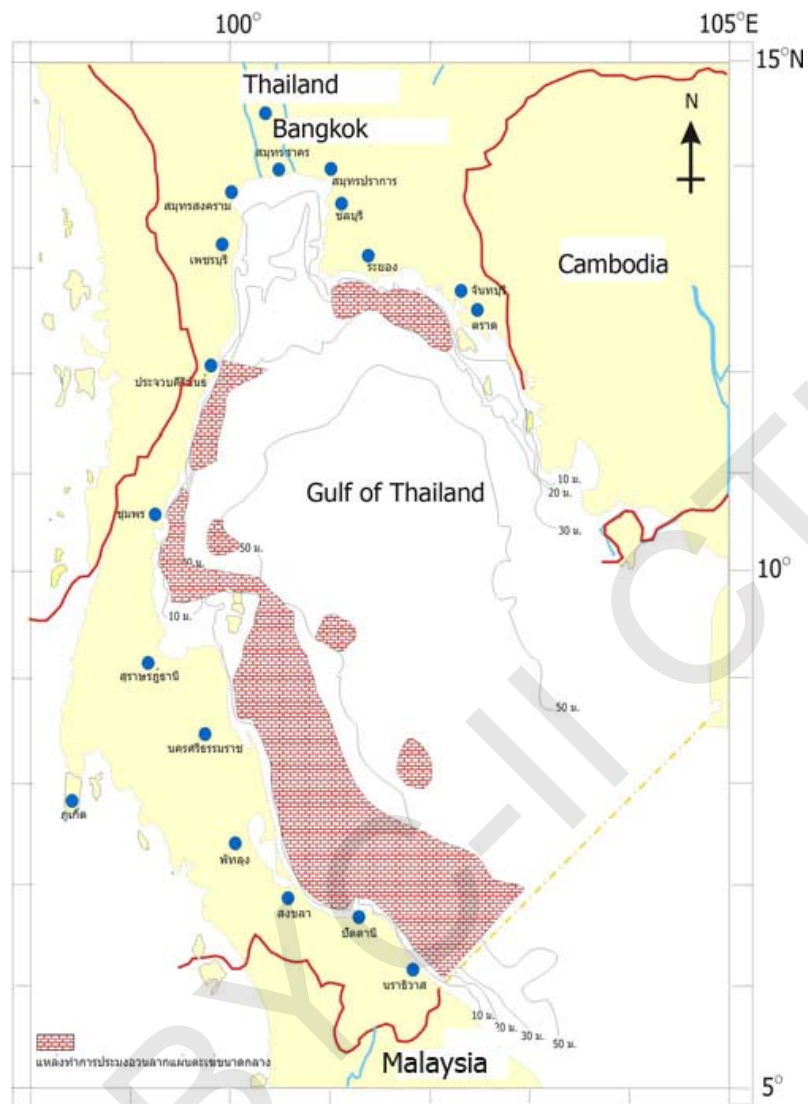 100°
105°E
15°N
Thailand
N
Bangkok
สมุทรสาคร
สมุทรปราการ
สมุทรสงคราม
ชลบุรี
เพชรบุรี
ระยอง
Cambodia
จันทบุรี
ตราด
ประจวบคีรีขันธ์
10 ม.
20 ม.
Gulf of Thailand
30 ม.
ชุมพร
50 ม.
10°
10 ม.
สุราษรฎ์ธานี
50 ม.
นครศรีธรรมราช
ภูเก็ต
พัทลุง
สงขลา
ปัตตานี
นราธิวาส
10 ม.
20 ม.
30 ม.
50 ม.
แหล่งทำการประมงอวนลากแผ่นตะเฆ่ขนาดกลาง
Malaysia
5°